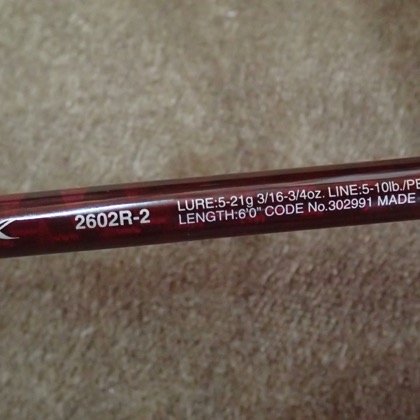 2602R-2
LURE:5-21g 3/16-3/4oz. LINE:5-10lb./PE
LENGTH:6'0" CODE No.302991 MADE